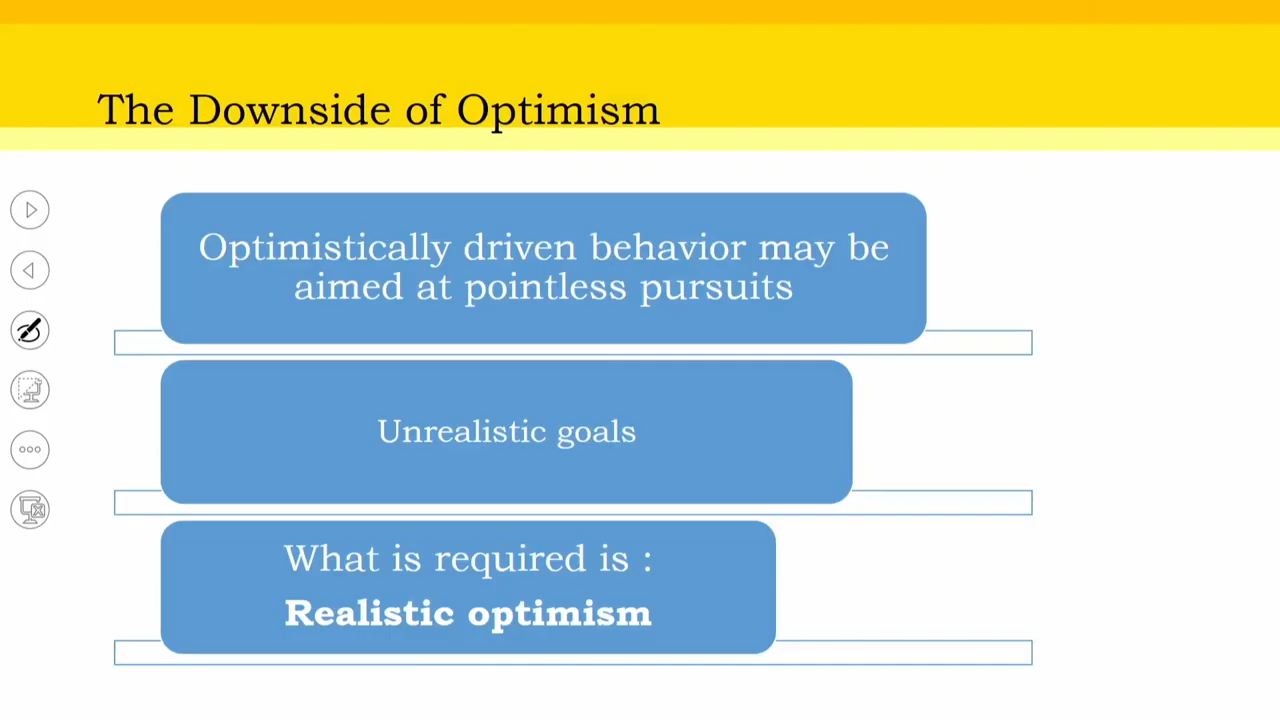 The Downside of Optimism
Optimistically driven behavior may be
aimed at pointless pursuits
Unrealistic goals
What is required is :
Realistic optimism